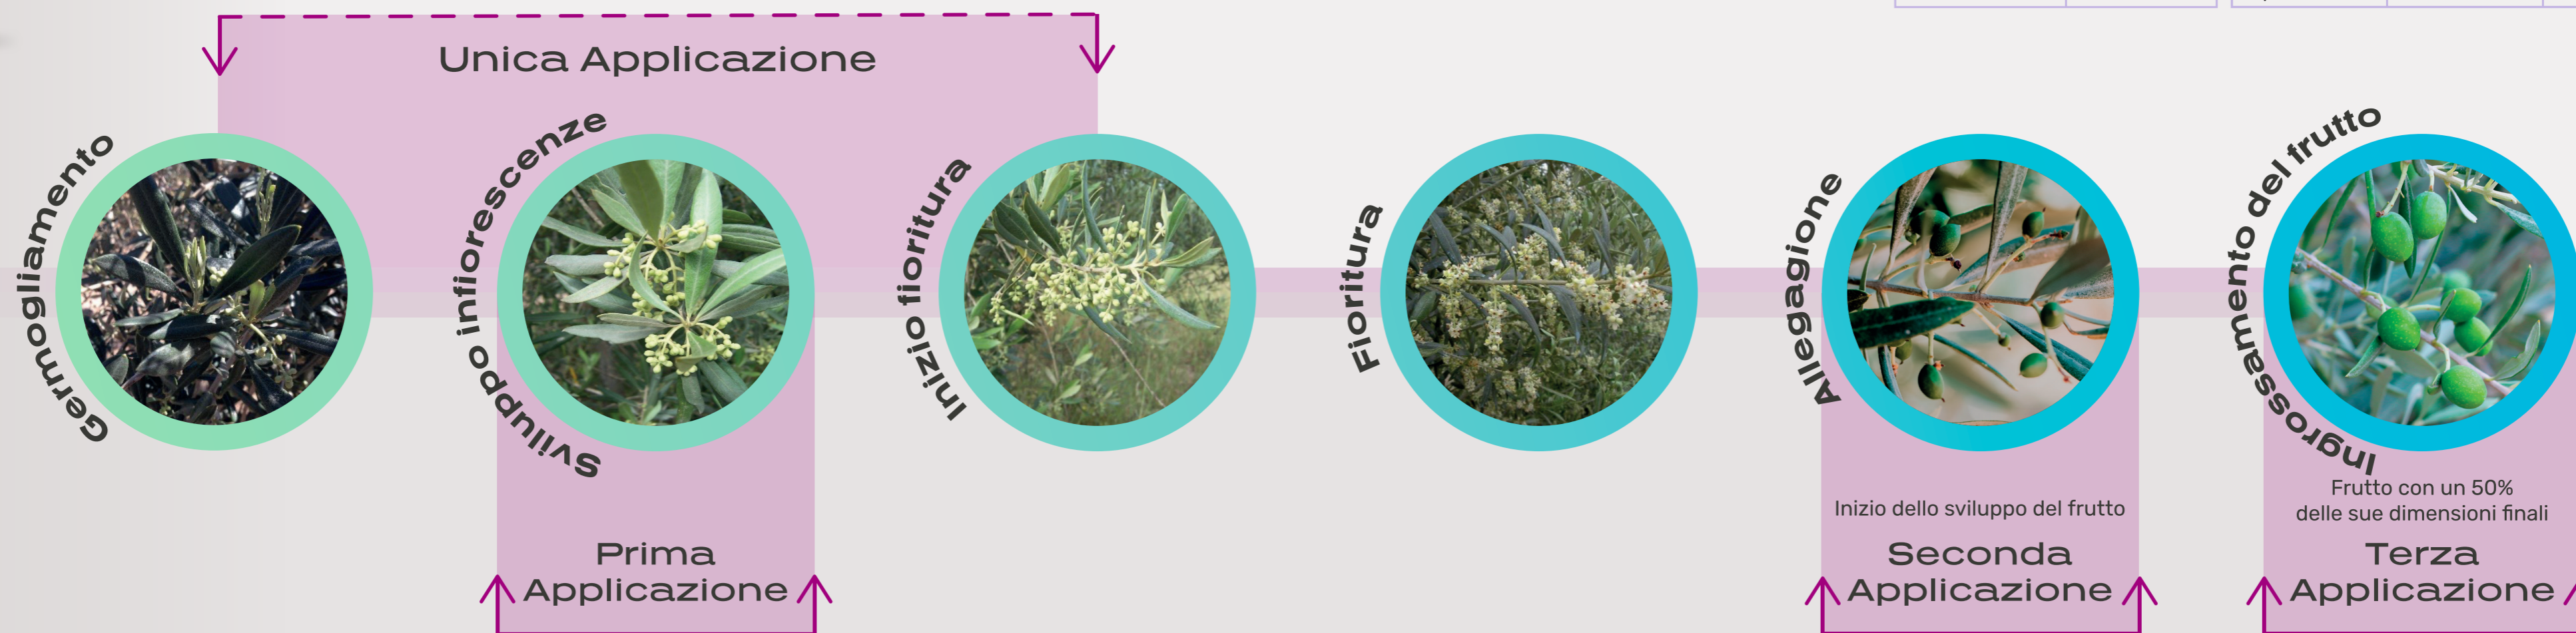 Unica Applicazione
Germogliamento
Sviluppo infiorescenze
Inizio fioritura
Fioritura
Allegagione
Ingrossamento del frutto
Inizio dello sviluppo del frutto
Frutto con un 50%
delle sue dimensioni finali
Prima
Applicazione
Seconda
Applicazione
Terza
Applicazione